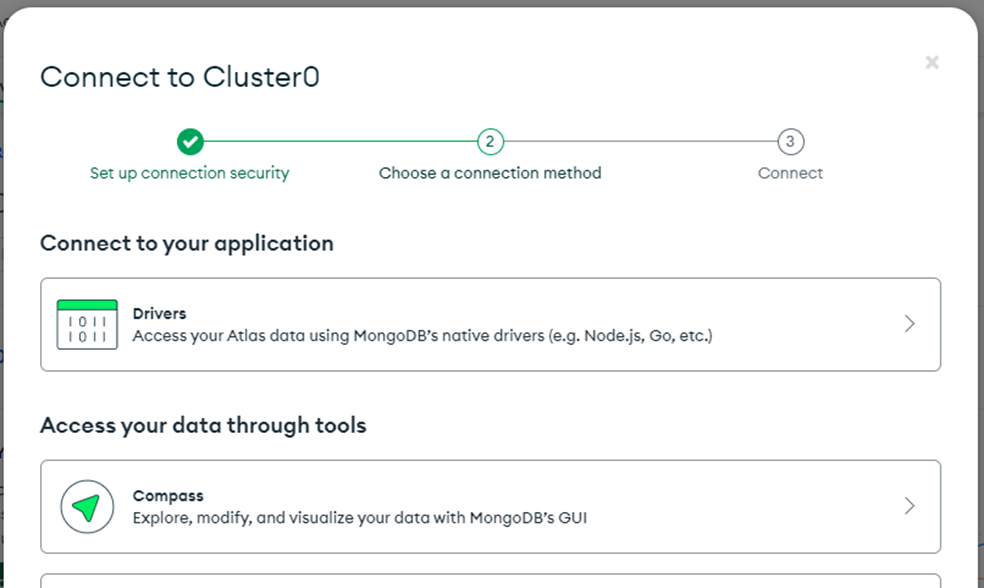 Connect to Cluster0
2
3
Set up connection security
Choose a connection method
Connect
Connect to your application
1011
1011
Drivers
Access your Atlas data using MongoDB's native drivers (e.g. Node.js, Go, etc.)
Access your data through tools
Compass
Explore, modify, and visualize your data with MongoDB's GUI